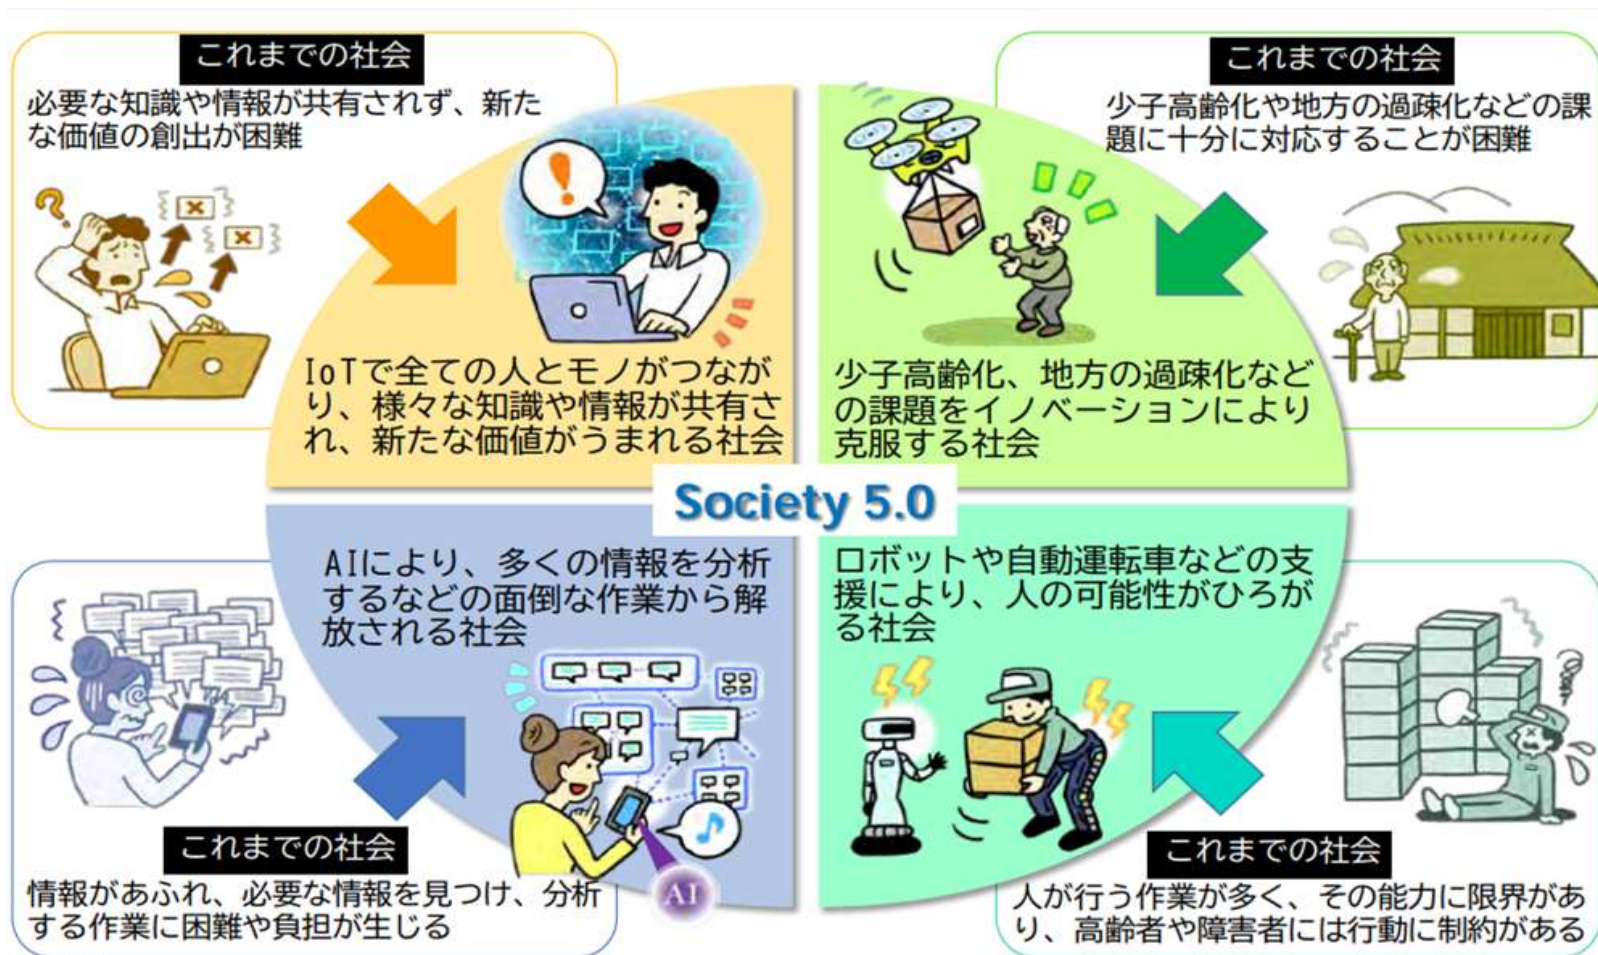 これまでの社会
必要な知識や情報が共有されず、新た
な価値の創出が困難
IoTで全ての人とモノがつなが
り、様々な知識や情報が共有さ
れ、新たな価値がうまれる社会
これまでの社会
少子高齢化や地方の過疎化などの課
題に十分に対応することが困難
少子高齢化、地方の過疎化など
の課題をイノベーションにより
克服する社会
Society 5.0
AIにより、多くの情報を分析
するなどの面倒な作業から解
放される社会
AI
これまでの社会
情報があふれ、必要な情報を見つけ、分析
する作業に困難や負担が生じる
ロボットや自動運転車などの支
援により、人の可能性がひろが
る社会
これまでの社会
人が行う作業が多く、その能力に限界があ
り、高齢者や障害者には行動に制約がある